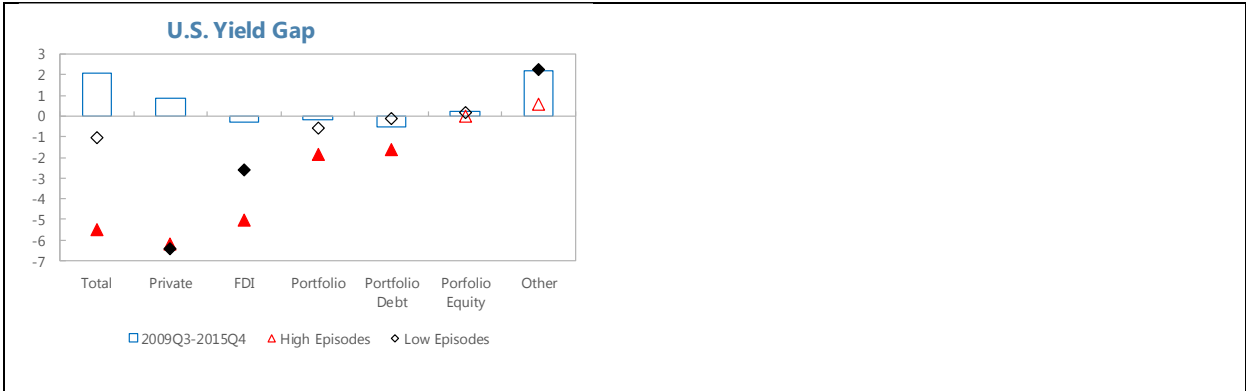 U.S. Yield Gap
3
2
1
0
-1
-2
-3
-4
-5
-6
-7
Total Private FDI Portfolio Portfolio Porfolio Other
Debt Equity
2009Q3-2015Q4 High Episodes Low Episodes